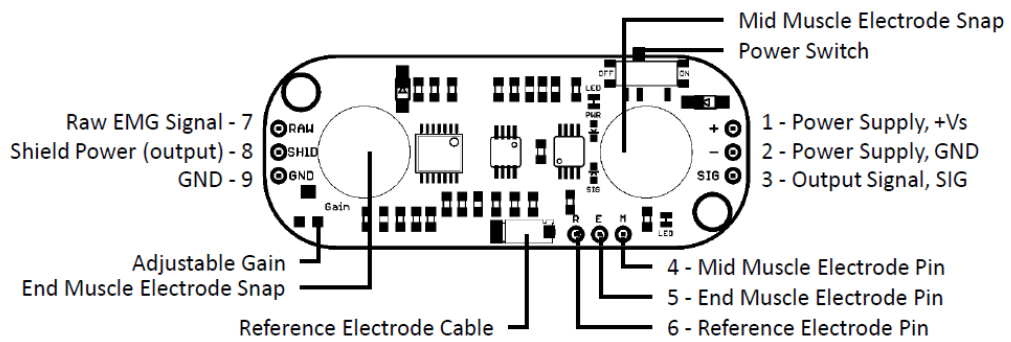 Mid Muscle Electrode Snap
Power Switch
OFF
ON
LED
PWR
Raw EMG Signal - 7
RAW
+
1 - Power Supply, +Vs
Shield Power (output) - 8
SHID
-
2 - Power Supply, GND
GND - 9
GND
SIG
SIG
3 - Output Signal, SIG
Gain
R
E
M
LED
Adjustable Gain
4 - Mid Muscle Electrode Pin
End Muscle Electrode Snap
5 - End Muscle Electrode Pin
Reference Electrode Cable
6 - Reference Electrode Pin